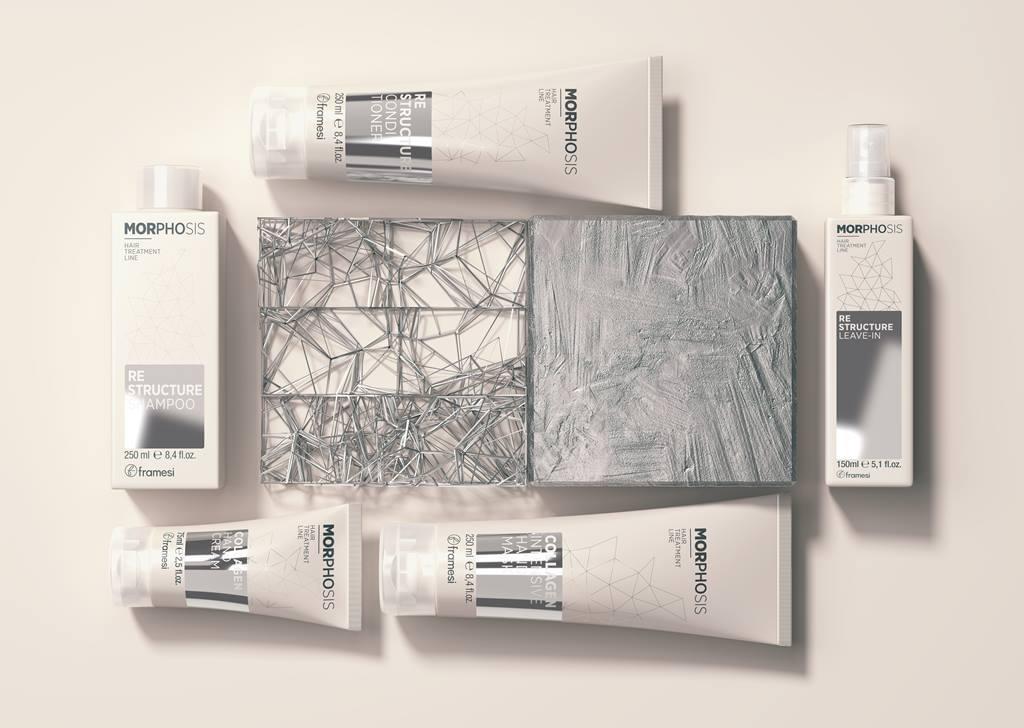 MORPHOSIS
HAIR
TREATMENT
LINE
RE
STRUCTURE
CONDI
TIONER
250 ml ℮ 8,4 fl.oz.
framesi
MORPHOSIS
HAIR
TREATMENT
LINE
RE
STRUCTURE
SHAMPOO
250 ml ℮ 8,4 fl.oz.
framesi
MORPHOSIS
HAIR
TREATMENT
LINE
RE
STRUCTURE
LEAVE-IN
150ml ℮ 5,1 fl.oz.
framesi
MORPHOSIS
HAIR
TREATMENT
LINE
COLLAGEN
HAND
CREAM
75ml ℮ 2,5 fl.oz.
framesi
MORPHOSIS
HAIR
TREATMENT
LINE
COLLAGEN
INTENSIVE
HAIR
MASK
250 ml ℮ 8,4 fl.oz.
framesi